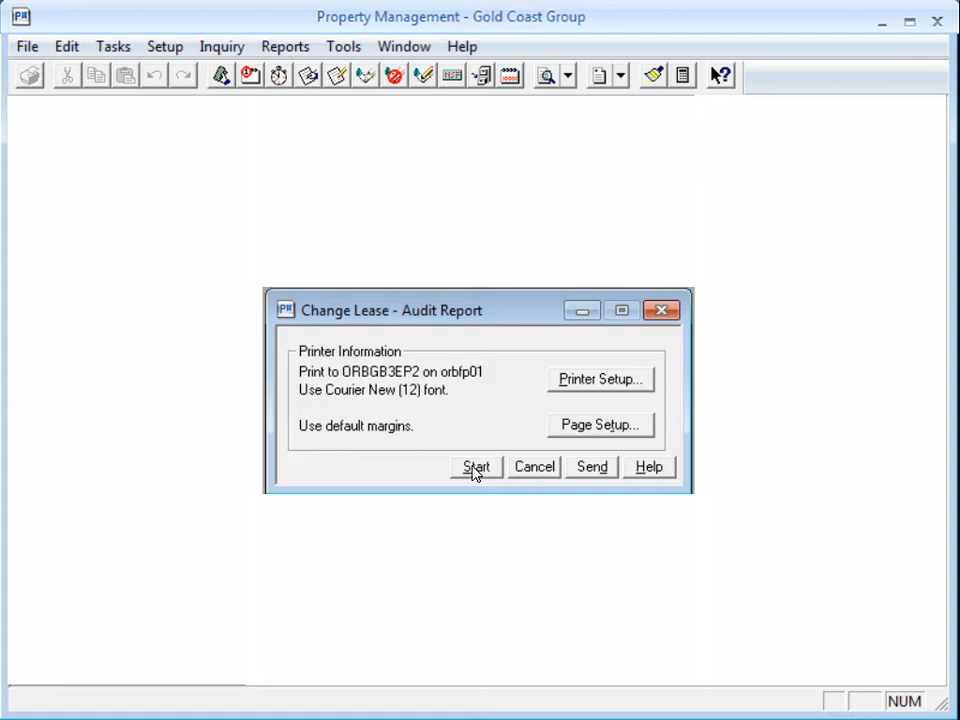 Property Management - Gold Coast Group
File Edit Tasks Setup Inquiry Reports Tools Window Help
Change Lease - Audit Report
Printer Information
Print to ORBGB3EP2 on orbfp01
Printer Setup...
Use Courier New (12) font.
Use default margins.
Page Setup...
Start Cancel Send Help
NUM